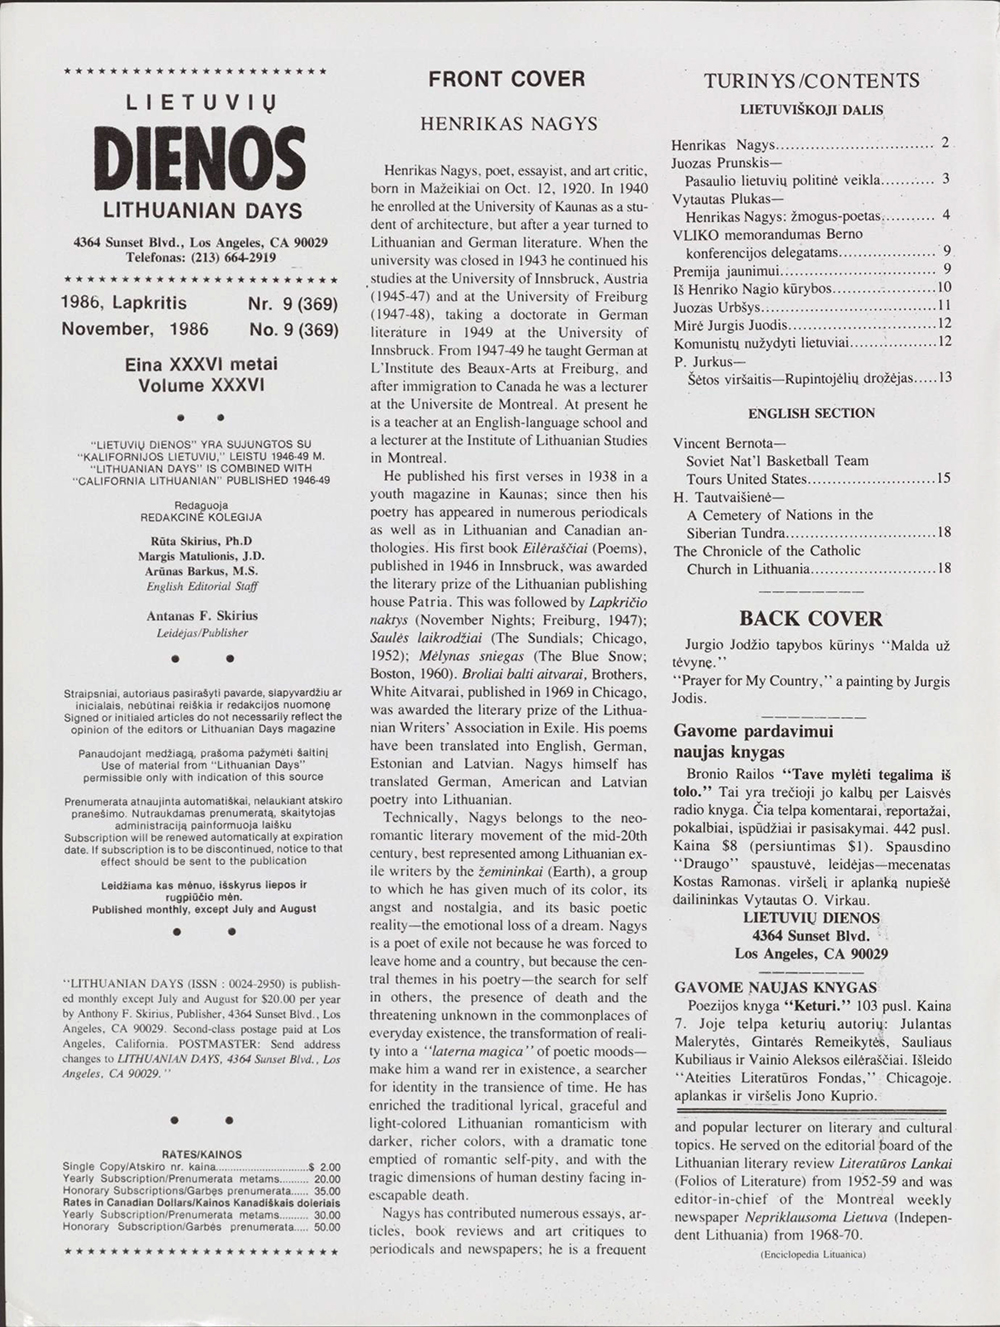 LIETUVIŲ
DIENOS
LITHUANIAN DAYS
4364 Sunset Blvd., Los Angeles, CA 90029
Telefonas: (213) 664-2919
1986, Lapkritis Nr. 9 (369)
November, 1986 No. 9 (369)
Eina XXXVI metai
Volume XXXVI
"LIETUVIŲ DIENOS" YRA SUJUNGTOS SU
"KALIFORNIJOS LIETUVIU," LEISTU 1946-49 M.
"LITHUANIAN DAYS" IS COMBINED WITH
"CALIFORNIA LITHUANIAN" PUBLISHED 1946-49
Redaguoja
REDAKCINĖ KOLEGIJA
Rūta Skirius, Ph.D
Margis Matulionis, J.D.
Arūnas Barkus, M.S.
English Editorial Staff
Antanas F. Skirius
Leidėjas/Publisher
Straipsniai, autoriaus pasirašyti pavarde, slapyvardžiu ar
inicialais, nebūtinai reiškia ir redakcijos nuomonę
Signed or initialed articles do not necessarily reflect the
opinion of the editors or Lithuanian Days magazine
Panaudojant medžiagą, prašoma pažymėti šaltinį
Use of material from "Lithuanian Days"
permissible only with indication of this source
Prenumerata atnaujinta automatiškai, nelaukiant atskiro
pranešimo. Nutraukdamas prenumeratą, skaitytojas
administraciją painformuoja laišku
Subscription will be renewed automatically at expiration
date. If subscription is to be discontinued, notice to that
effect should be sent to the publication
Leidžiama kas mėnuo, išskyrus liepos ir
rugpiūčio mėn.
Published monthly, except July and August
"LITHUANIAN DAYS (ISSN : 0024-2950) is publish-
ed monthly except July and August for $20.00 per year
by Anthony F. Skirius, Publisher, 4364 Sunset Blvd., Los
Angeles, CA 90029. Second-class postage paid at Los
Angeles, California. POSTMASTER: Send address
changes to LITHUANIAN DAYS, 4364 Sunset Blvd., Los
Angeles, CA 90029."
RATES/KAINOS
Single Copy/Atskiro nr. kaina...............................$ 2.00
Yearly Subscription/Prenumerata metams.......... 20.00
Honorary Subscriptions/Garbęs prenumerata...... 35.00
Rates in Canadian Dollars/Kainos Kanadiškais doleriais
Yearly Subscription/Prenumerata metams.......... 30.00
Honorary Subscription/Garbės prenumerata..... 50.00
FRONT COVER
HENRIKAS NAGYS
Henrikas Nagys, poet, essayist, and art critic,
born in Mažeikiai on Oct. 12, 1920. In 1940
he enrolled at the University of Kaunas as a stu-
dent of architecture, but after a year turned to
Lithuanian and German literature. When the
university was closed in 1943 he continued his
studies at the University of Innsbruck, Austria
(1945-47) and at the University of Freiburg
(1947-48), taking a doctorate in German
literature in 1949 at the University of
Innsbruck. From 1947-49 he taught German at
L'Institute des Beaux-Arts at Freiburg, and
after immigration to Canada he was a lecturer
at the Universite de Montreal. At present he
is a teacher at an English-language school and
a lecturer at the Institute of Lithuanian Studies
in Montreal.
He published his first verses in 1938 in a
youth magazine in Kaunas; since then his
poetry has appeared in numerous periodicals
as well as in Lithuanian and Canadian an-
thologies. His first book Eilėraščiai (Poems),
published in 1946 in Innsbruck, was awarded
the literary prize of the Lithuanian publishing
house Patria. This was followed by Lapkričio
naktys (November Nights; Freiburg, 1947);
Saulės laikrodžiai (The Sundials; Chicago,
1952); Mėlynas sniegas (The Blue Snow;
Boston, 1960). Broliai balti aitvarai, Brothers,
White Aitvarai, published in 1969 in Chicago,
was awarded the literary prize of the Lithua-
nian Writers' Association in Exile. His poems
have been translated into English, German,
Estonian and Latvian. Nagys himself has
translated German, American and Latvian
poetry into Lithuanian.
Technically, Nagys belongs to the neo-
romantic literary movement of the mid-20th
century, best represented among Lithuanian ex-
ile writers by the žemininkai (Earth), a group
to which he has given much of its color, its
angst and nostalgia, and its basic poetic
reality—the emotional loss of a dream. Nagys
is a poet of exile not because he was forced to
leave home and a country, but because the cen-
tral themes in his poetry—the search for self
in others, the presence of death and the
threatening unknown in the commonplaces of
everyday existence, the transformation of reali-
ty into a "laterna magica" of poetic moods—
make him a wand rer in existence, a searcher
for identity in the transience of time. He has
enriched the traditional lyrical, graceful and
light-colored Lithuanian romanticism with
darker, richer colors, with a dramatic tone
emptied of romantic self-pity, and with the
tragic dimensions of human destiny facing in-
escapable death.
Nagys has contributed numerous essays, ar-
ticles, book reviews and art critiques to
periodicals and newspapers; he is a frequent
TURINYS/CONTENTS
LIETUVIŠKOJI DALIS
Henrikas Nagys................................ 2
Juozas Prunskis—
Pasaulio lietuvių politinė veikla........... 3
Vytautas Plukas—
Henrikas Nagys: žmogus-poetas........... 4
VLIKO memorandumas Berno
konferencijos delegatams................... 9
Premija jaunimui............................... 9
Iš Henriko Nagio kūrybos.....................10
Juozas Urbšys...................................11
Mirė Jurgis Juodis..............................12
Komunistų nužydyti lietuviai.................12
P. Jurkus—
Šėtos viršaitis—Rupintojėlių drožėjas.....13
ENGLISH SECTION
Vincent Bernota—
Soviet Nat'l Basketball Team
Tours United States..........................15
H. Tautvaišienė—
A Cemetery of Nations in the
Siberian Tundra..............................18
The Chronicle of the Catholic
Church in Lithuania.........................18
BACK COVER
Jurgio Jodžio tapybos kūrinys "Malda už
tėvynę."
"Prayer for My Country," a painting by Jurgis
Jodis.
Gavome pardavimui
naujas knygas
Bronio Railos "Tave mylėti tegalima iš
tolo." Tai yra trečioji jo kalbų per Laisvės
radio knyga. Čia telpa komentarai, reportažai,
pokalbiai, įspūdžiai ir pasisakymai. 442 pusl.
Kaina $8 (persiuntimas $1). Spausdino
"Draugo" spaustuvė, leidėjas—mecenatas
Kostas Ramonas. viršelį ir aplanką nupiešė
dailininkas Vytautas O. Virkau.
LIETUVIŲ DIENOS
4364 Sunset Blvd.
Los Angeles, CA 90029
GAVOME NAUJAS KNYGAS
Poezijos knyga "Keturi." 103 pusl. Kaina
7. Joje telpa keturių autorių: Julantas
Malerytės, Gintarės Remeikytės, Sauliaus
Kubiliaus ir Vainio Aleksos eilėraščiai. Išleido
"Ateities Literatūros Fondas," Chicagoje.
aplankas ir viršelis Jono Kuprio.
and popular lecturer on literary and cultural
topics. He served on the editorial board of the
Lithuanian literary review Literatūros Lankai
(Folios of Literature) from 1952-59 and was
editor-in-chief of the Montreal weekly
newspaper Nepriklausoma Lietuva (Indepen-
dent Lithuania) from 1968-70.
(Enciclopedia Lituanica)